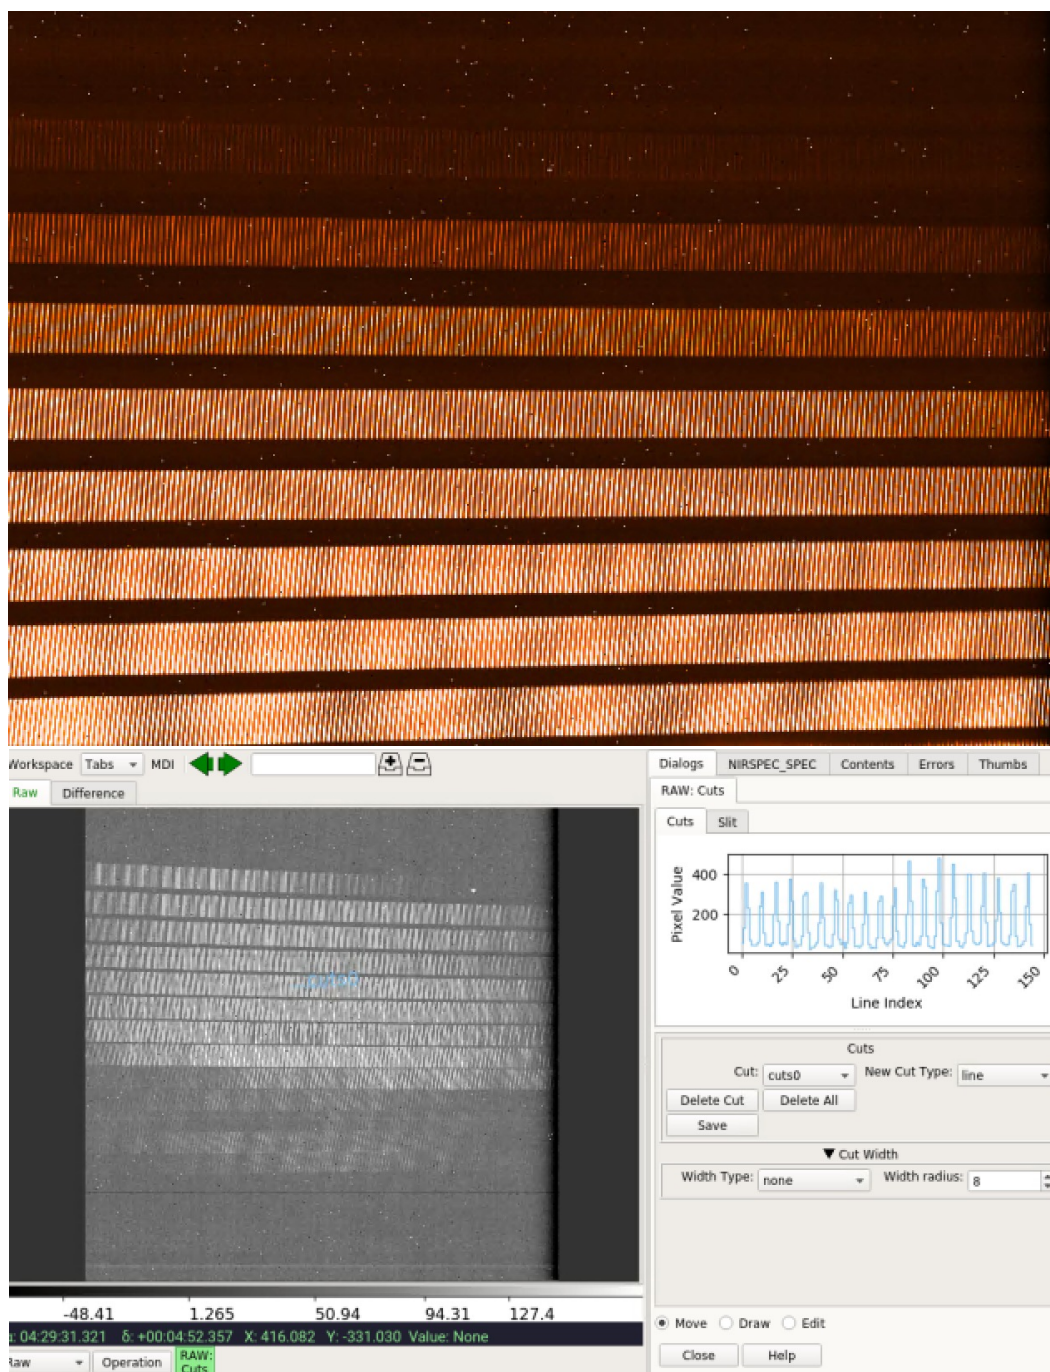 Workspace Tabs MDI
Raw Difference
-48.41 1.265 50.94 94.31 127.4
: 04:29:31.321 δ: +00:04:52.357 X: 416.082 Y: -331.030 Value: None
Raw Operation RAW: Cuts
Dialogs NIRSPEC_SPEC Contents Errors Thumbs
RAW: Cuts
Cuts Slit
400
200
Pixel Value
0 25 50 75 100 125 150
Line Index
Cuts
Cut: cuts0 New Cut Type: line
Delete Cut Delete All
Save
Cut Width
Width Type: none Width radius: 8
Move Draw Edit
Close Help